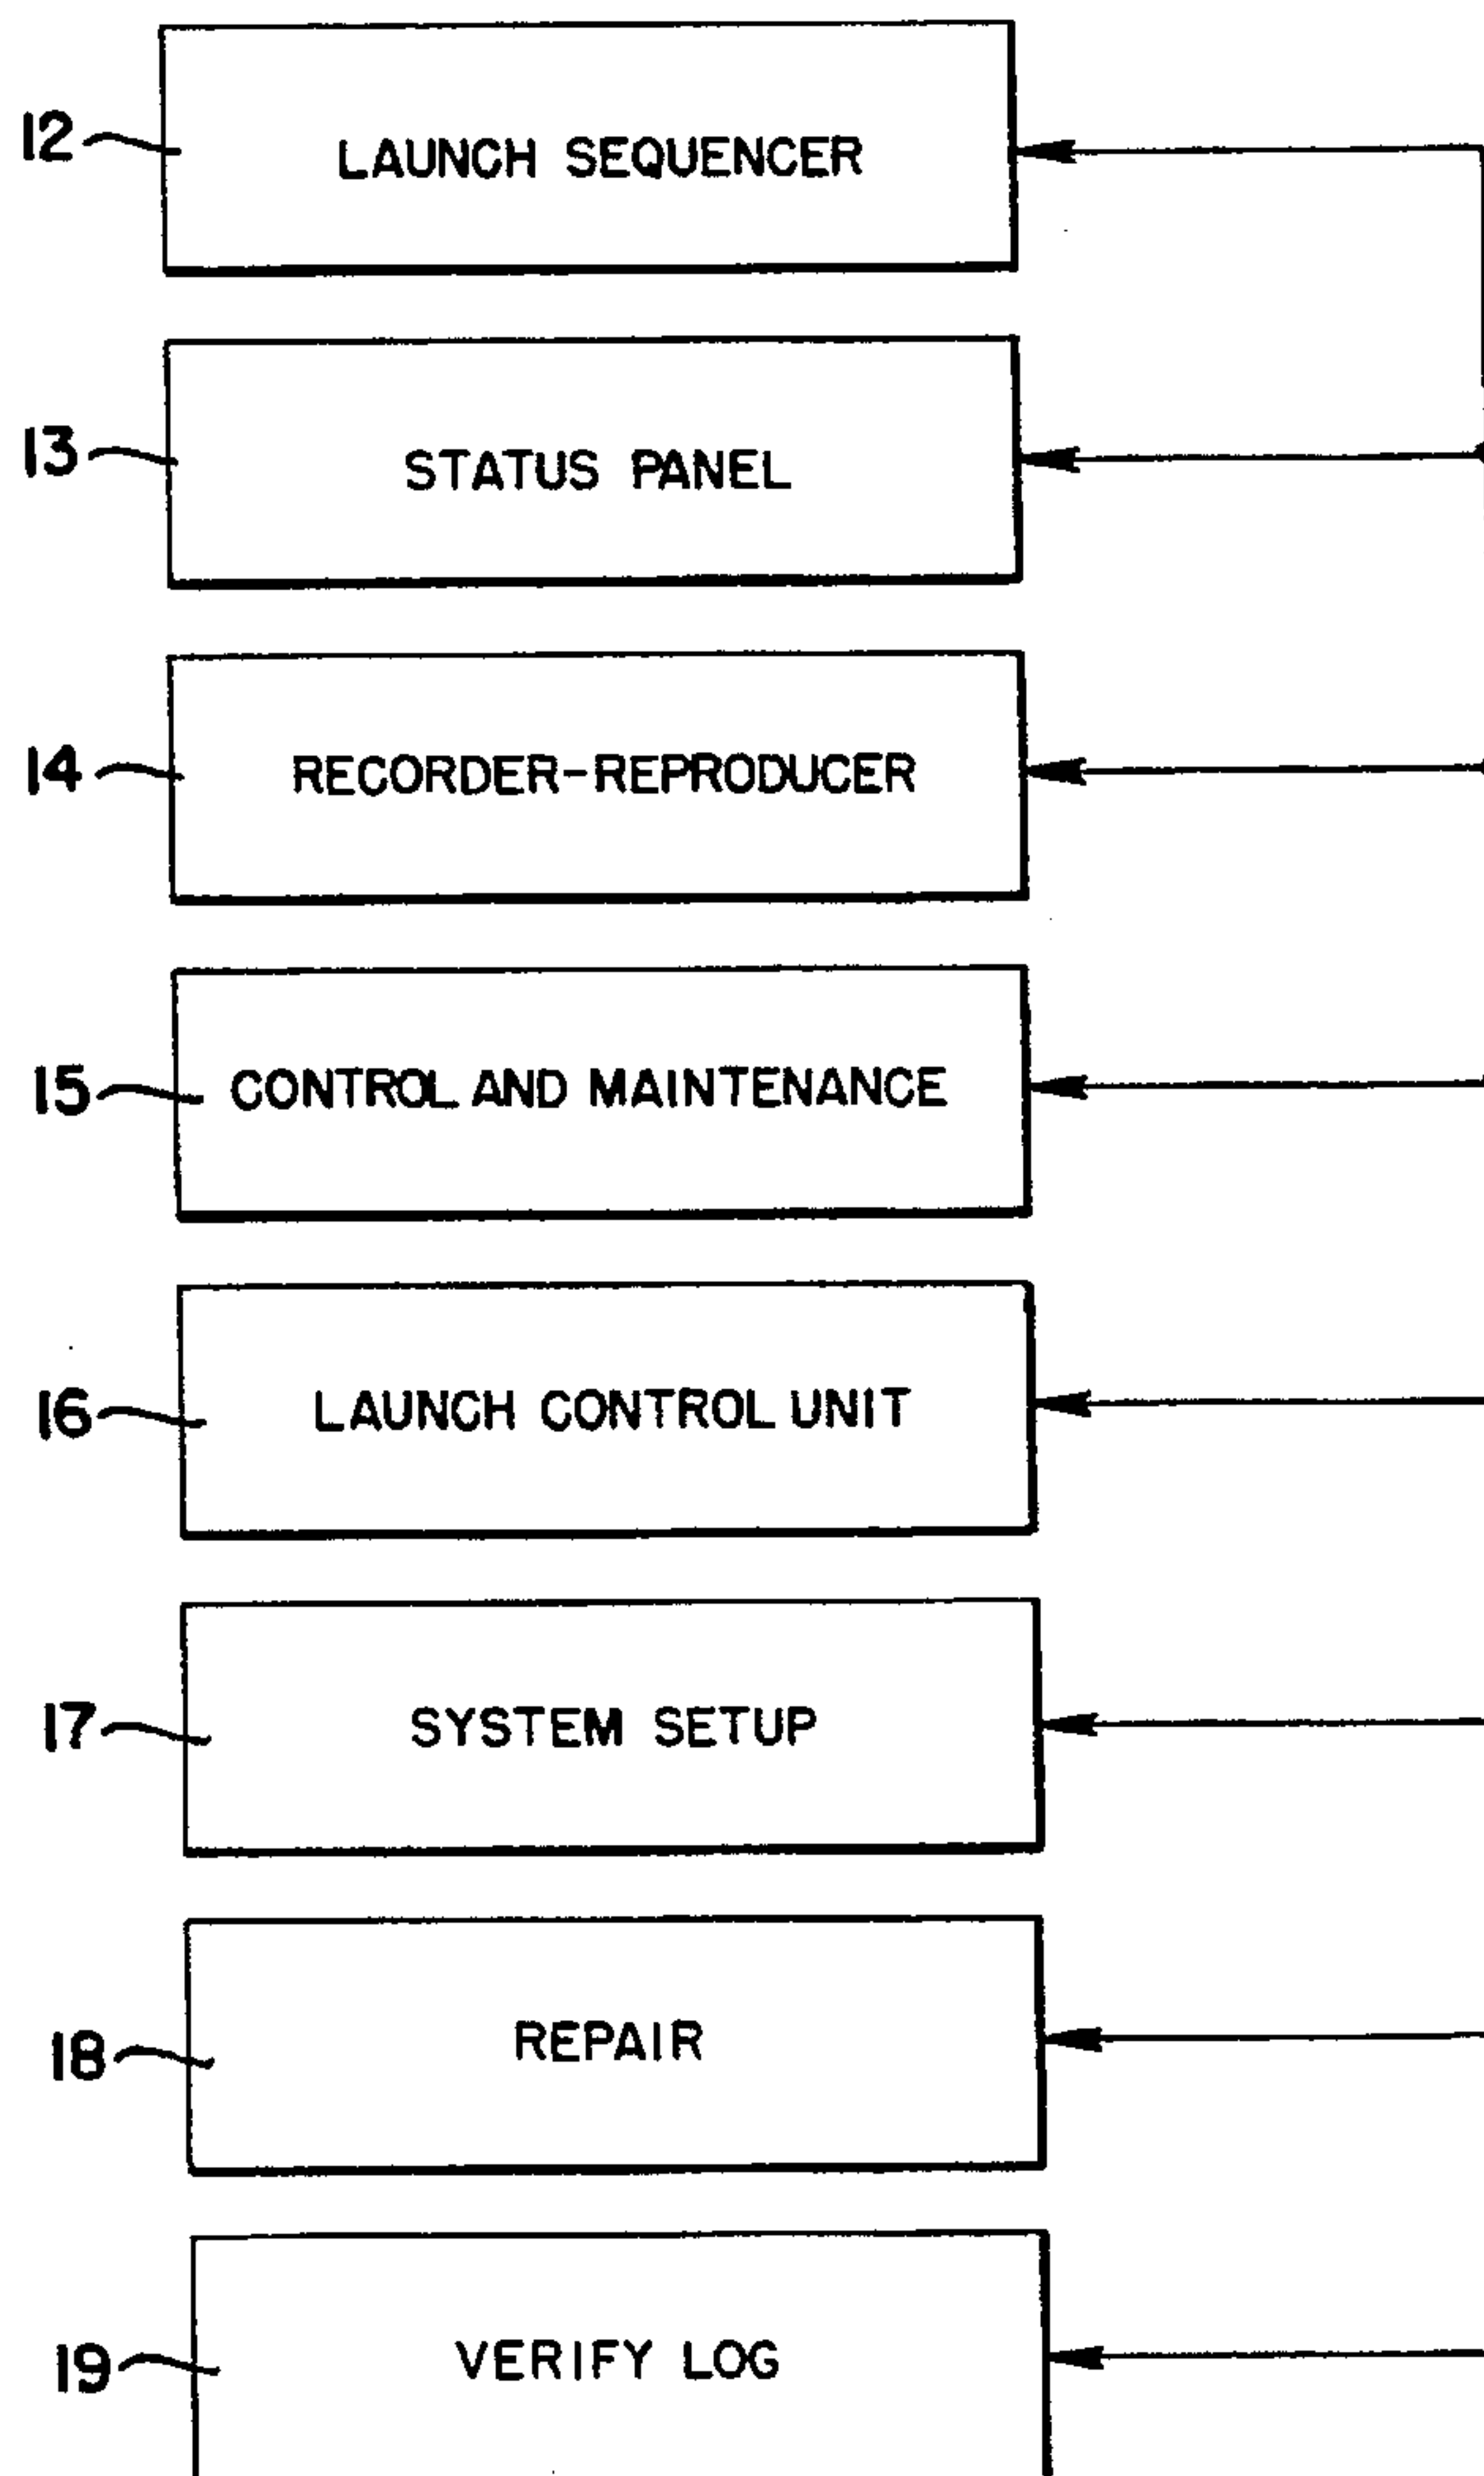 12 LAUNCH SEQUENCER
13 STATUS PANEL
14 RECORDER-REPRODUCER
15 CONTROL AND MAINTENANCE
16 LAUNCH CONTROL UNIT
17 SYSTEM SETUP
18 REPAIR
19 VERIFY LOG